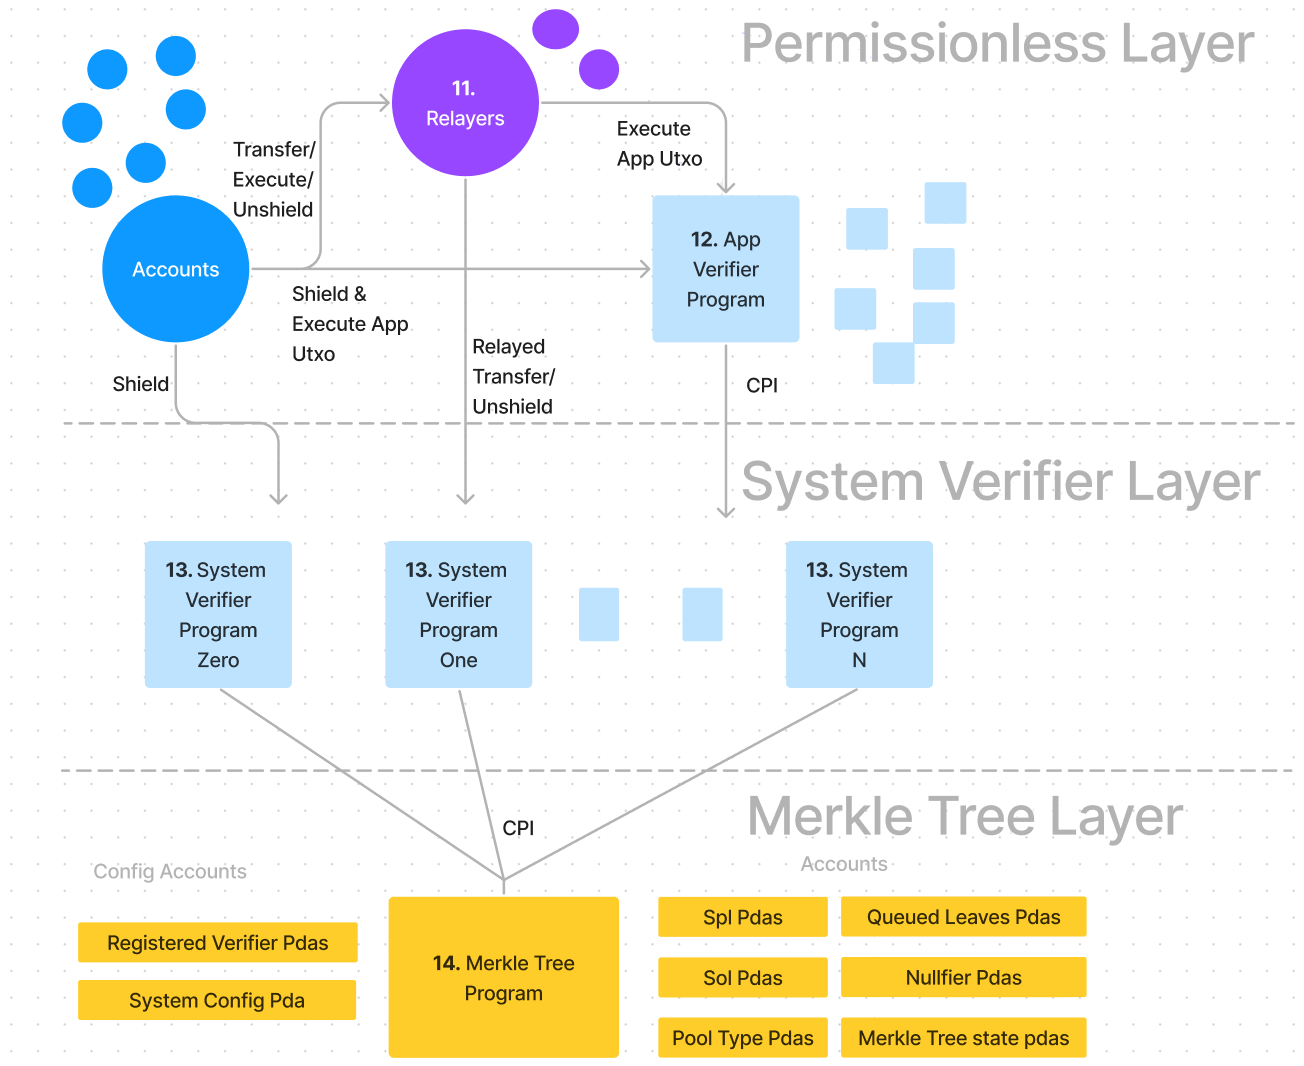 Permissionless Layer
11.
Relayers
Execute
App Utxo
Transfer/
Execute/
Unshield
Accounts
12. App
Verifier
Program
Shield &
Execute App
Utxo
Relayed
Transfer/
Unshield
Shield
CPI
System Verifier Layer
13. System
Verifier
Program
Zero
13. System
Verifier
Program
One
13. System
Verifier
Program
N
Merkle Tree Layer
CPI
Config Accounts
Registered Verifier Pdas
System Config Pda
14. Merkle Tree
Program
Accounts
Spl Pdas
Queued Leaves Pdas
Sol Pdas
Nullfier Pdas
Pool Type Pdas
Merkle Tree state pdas